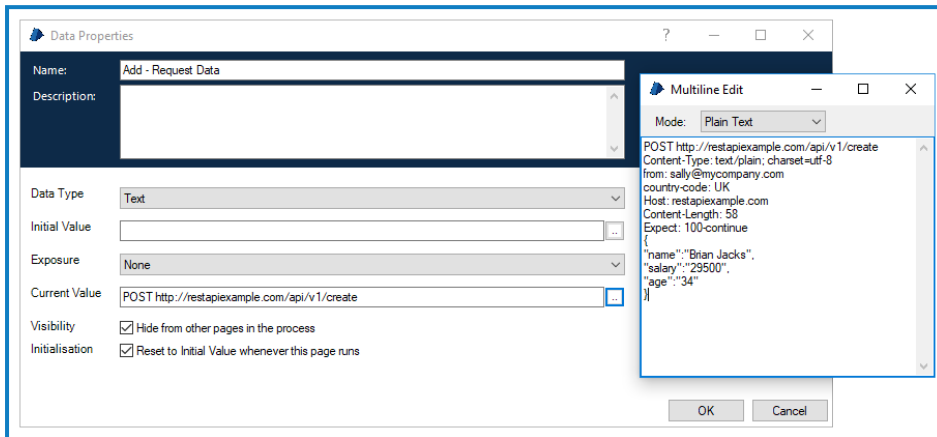 Data Properties
?
Name:
Add - Request Data
Description:
Data Type
Text
Initial Value
..
Exposure
None
Current Value
POST http://restapiexample.com/api/v1/create
..
Visibility
Hide from other pages in the process
Initialisation
Reset to Initial Value whenever this page runs
OK
Cancel
Multiline Edit
Mode:
Plain Text
POST http://restapiexample.com/api/v1/create
Content-Type: text/plain; charset=utf-8
from: sally@mycompany.com
country-code: UK
Host: restapiexample.com
Content-Length: 58
Expect: 100-continue
{
"name":"Brian Jacks",
"salary":"29500",
"age":"34"
}